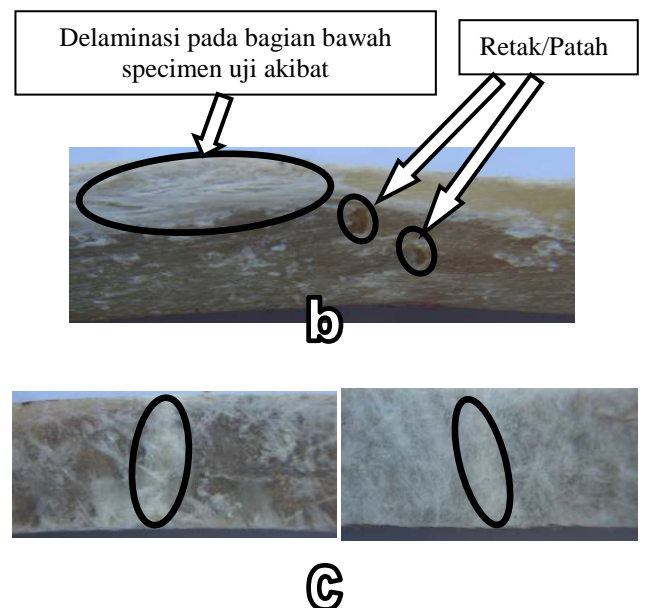 Delaminasi pada bagian bawah
specimen uji akibat
Retak/Patah
b
C